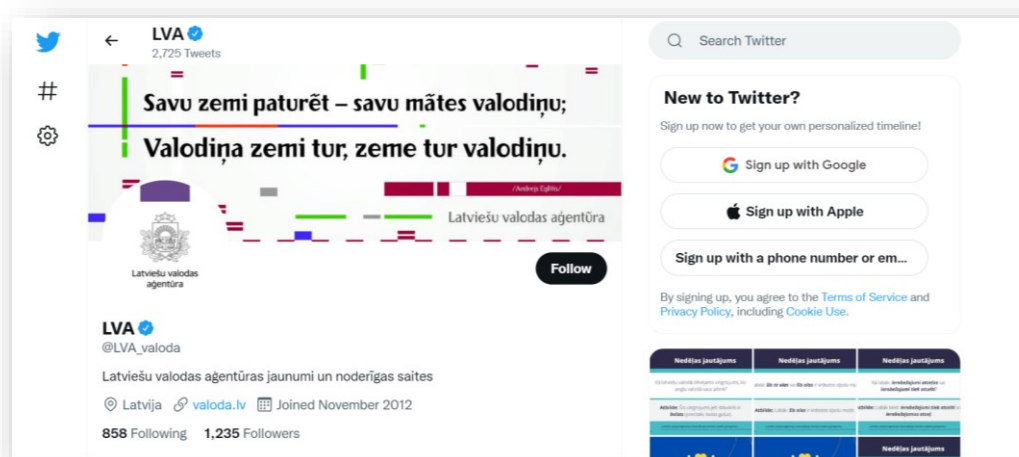 LVA
2,725 Tweets
Search Twitter
Savu zemi paturēt – savu mātes valodiņu;
Valodiņa zemi tur, zeme tur valodiņu.
/Andrejs Eglītis/
Latviešu valodas aģentūra
Latviešu valodas
aģentūra
Follow
LVA
@LVA_valoda
Latviešu valodas aģentūras jaunumi un noderīgas saites
Latvija valoda.lv Joined November 2012
858 Following 1,235 Followers
New to Twitter?
Sign up now to get your own personalized timeline!
Sign up with Google
Sign up with Apple
Sign up with a phone number or em...
By signing up, you agree to the Terms of Service and
Privacy Policy, including Cookie Use.
Nedēļas jautājums Nedēļas jautājums Nedēļas jautājums
Nedēļas jautājums